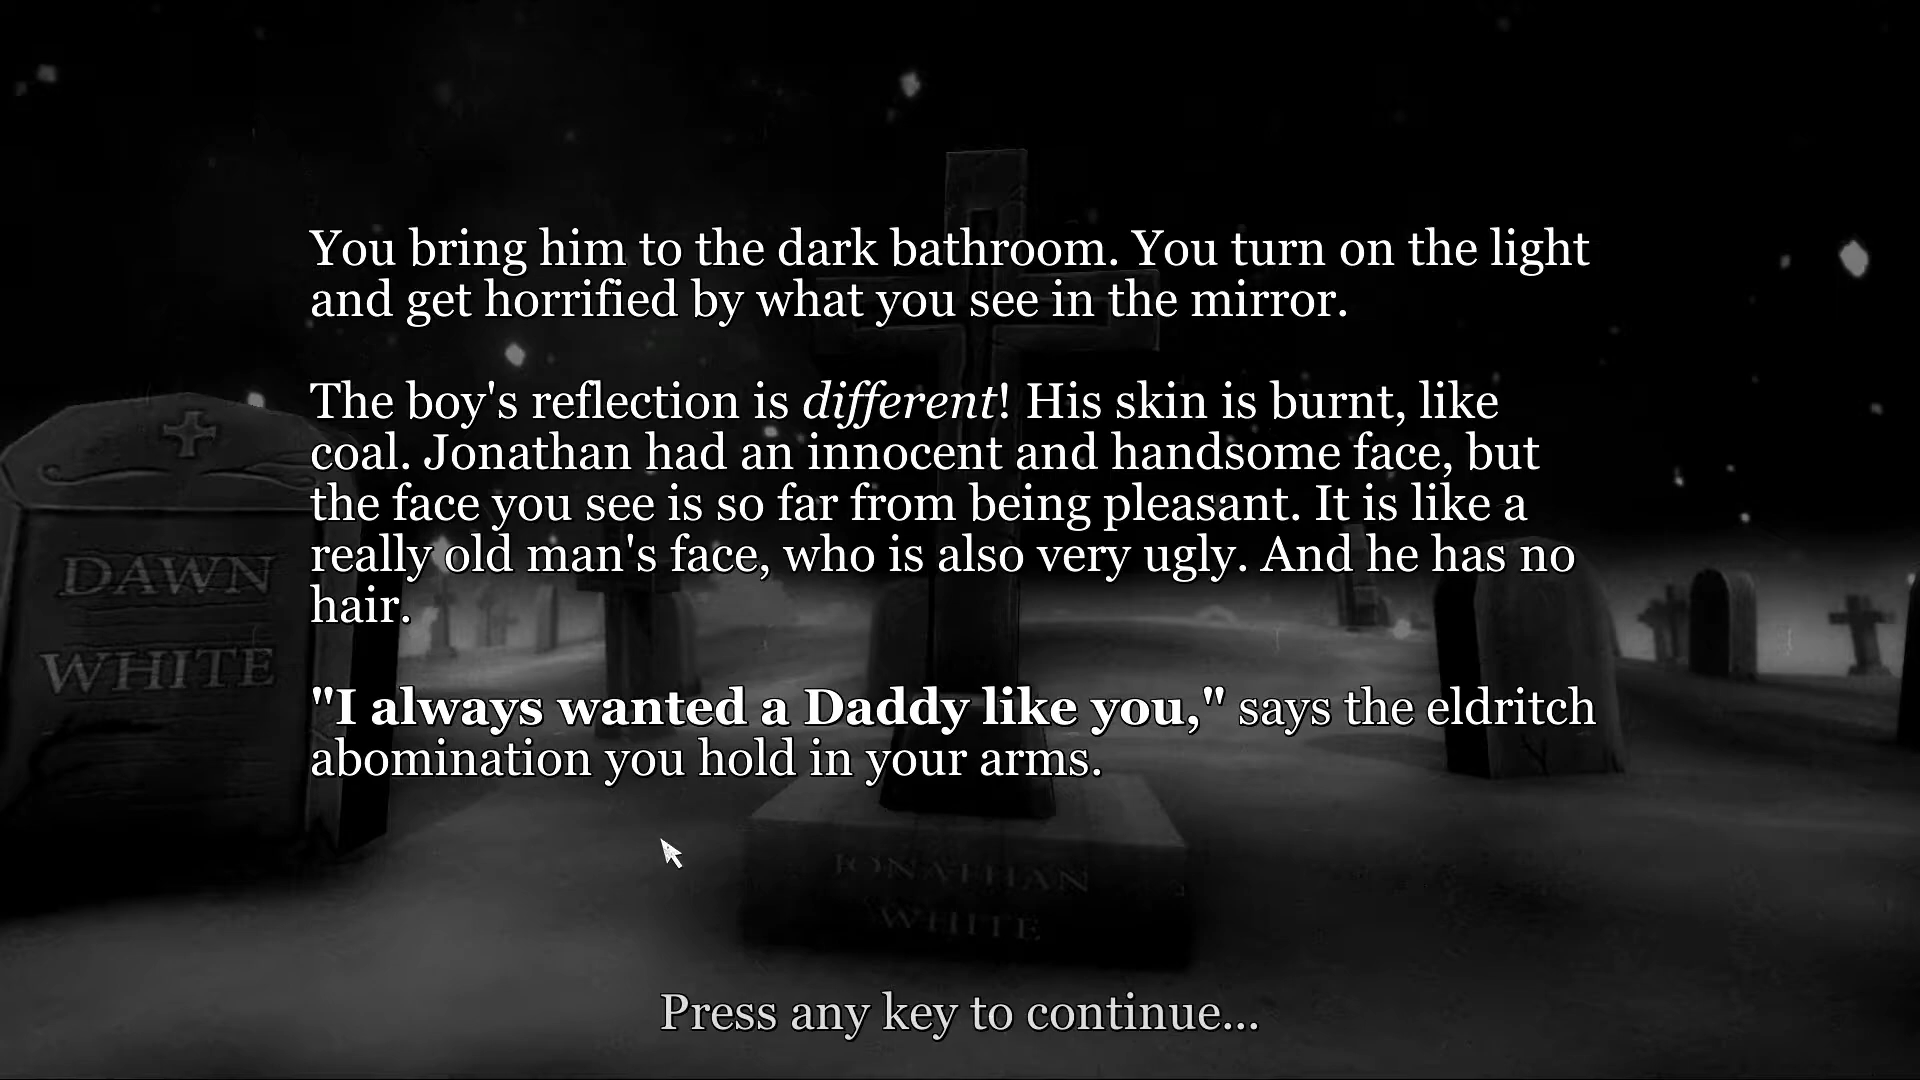 You bring him to the dark bathroom. You turn on the light
and get horrified by what you see in the mirror.
The boy's reflection is different! His skin is burnt, like
coal. Jonathan had an innocent and handsome face, but
the face you see is so far from being pleasant. It is like a
really old man's face, who is also very ugly. And he has no
hair.
"I always wanted a Daddy like you," says the eldritch
abomination you hold in your arms.
DAWN
WHITE
JONATHAN
WHITE
Press any key to continue...